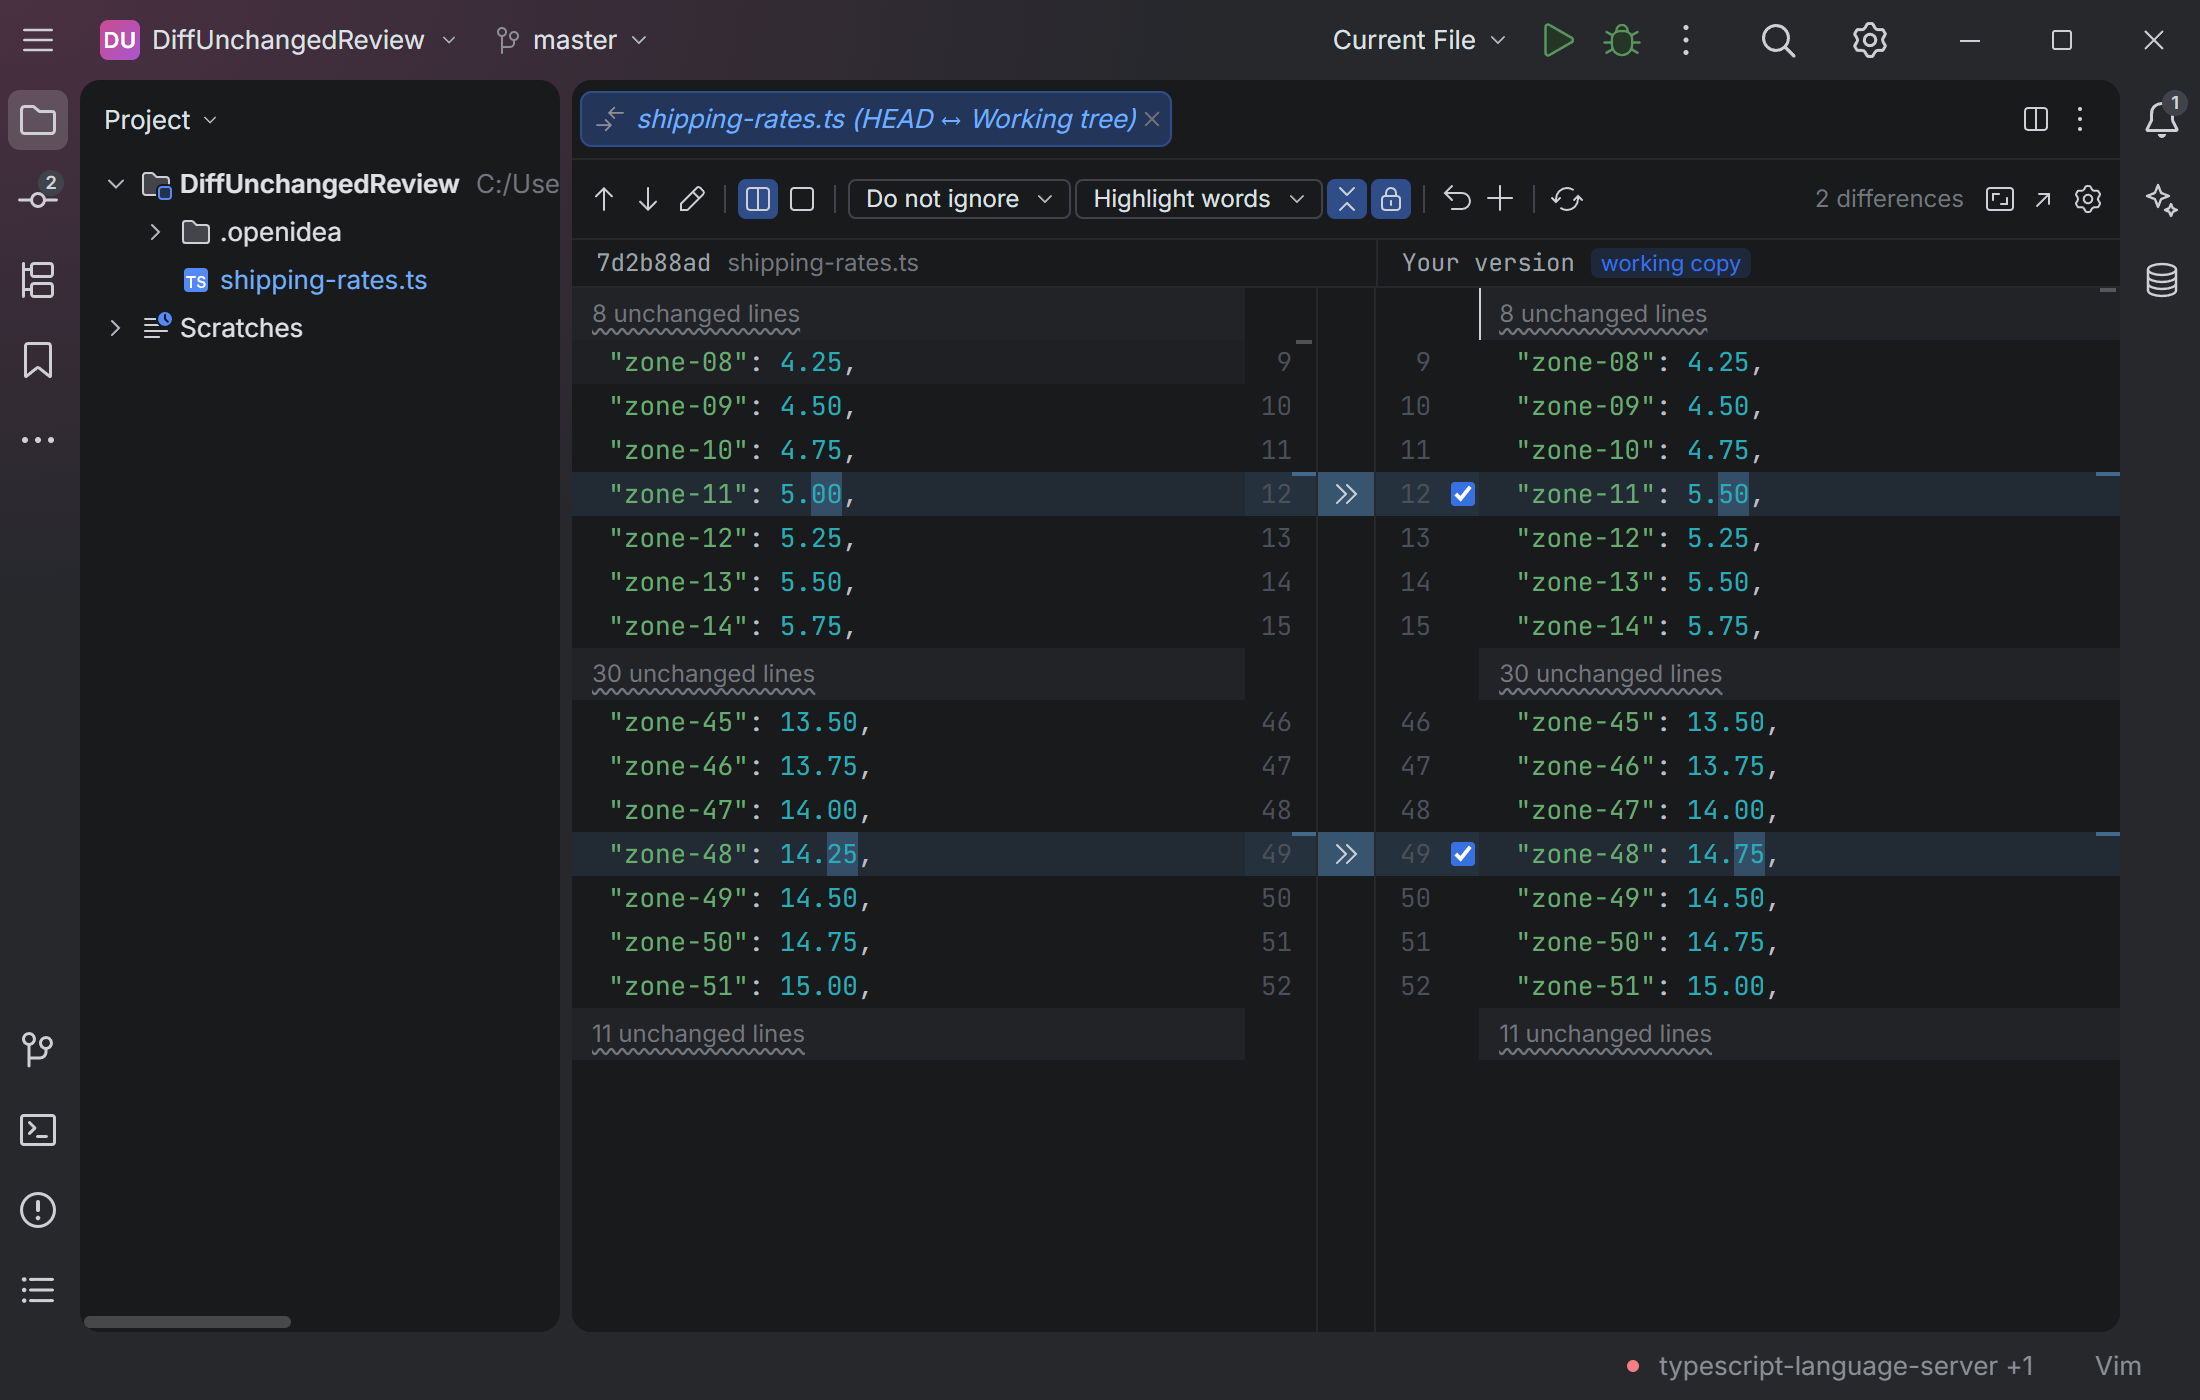 DU DiffUnchangedReview master Current File
Project
shipping-rates.ts (HEAD ↔ Working tree)
1
2
DiffUnchangedReview C:/Use
.openidea
TS shipping-rates.ts
Scratches
Do not ignore Highlight words 2 differences
7d2b88ad shipping-rates.ts Your version working copy
8 unchanged lines 8 unchanged lines
"zone-08": 4.25, 9 9 "zone-08": 4.25,
"zone-09": 4.50, 10 10 "zone-09": 4.50,
"zone-10": 4.75, 11 11 "zone-10": 4.75,
"zone-11": 5.00, 12 12 "zone-11": 5.50,
"zone-12": 5.25, 13 13 "zone-12": 5.25,
"zone-13": 5.50, 14 14 "zone-13": 5.50,
"zone-14": 5.75, 15 15 "zone-14": 5.75,
30 unchanged lines 30 unchanged lines
"zone-45": 13.50, 46 46 "zone-45": 13.50,
"zone-46": 13.75, 47 47 "zone-46": 13.75,
"zone-47": 14.00, 48 48 "zone-47": 14.00,
"zone-48": 14.25, 49 49 "zone-48": 14.75,
"zone-49": 14.50, 50 50 "zone-49": 14.50,
"zone-50": 14.75, 51 51 "zone-50": 14.75,
"zone-51": 15.00, 52 52 "zone-51": 15.00,
11 unchanged lines 11 unchanged lines
typescript-language-server +1 Vim